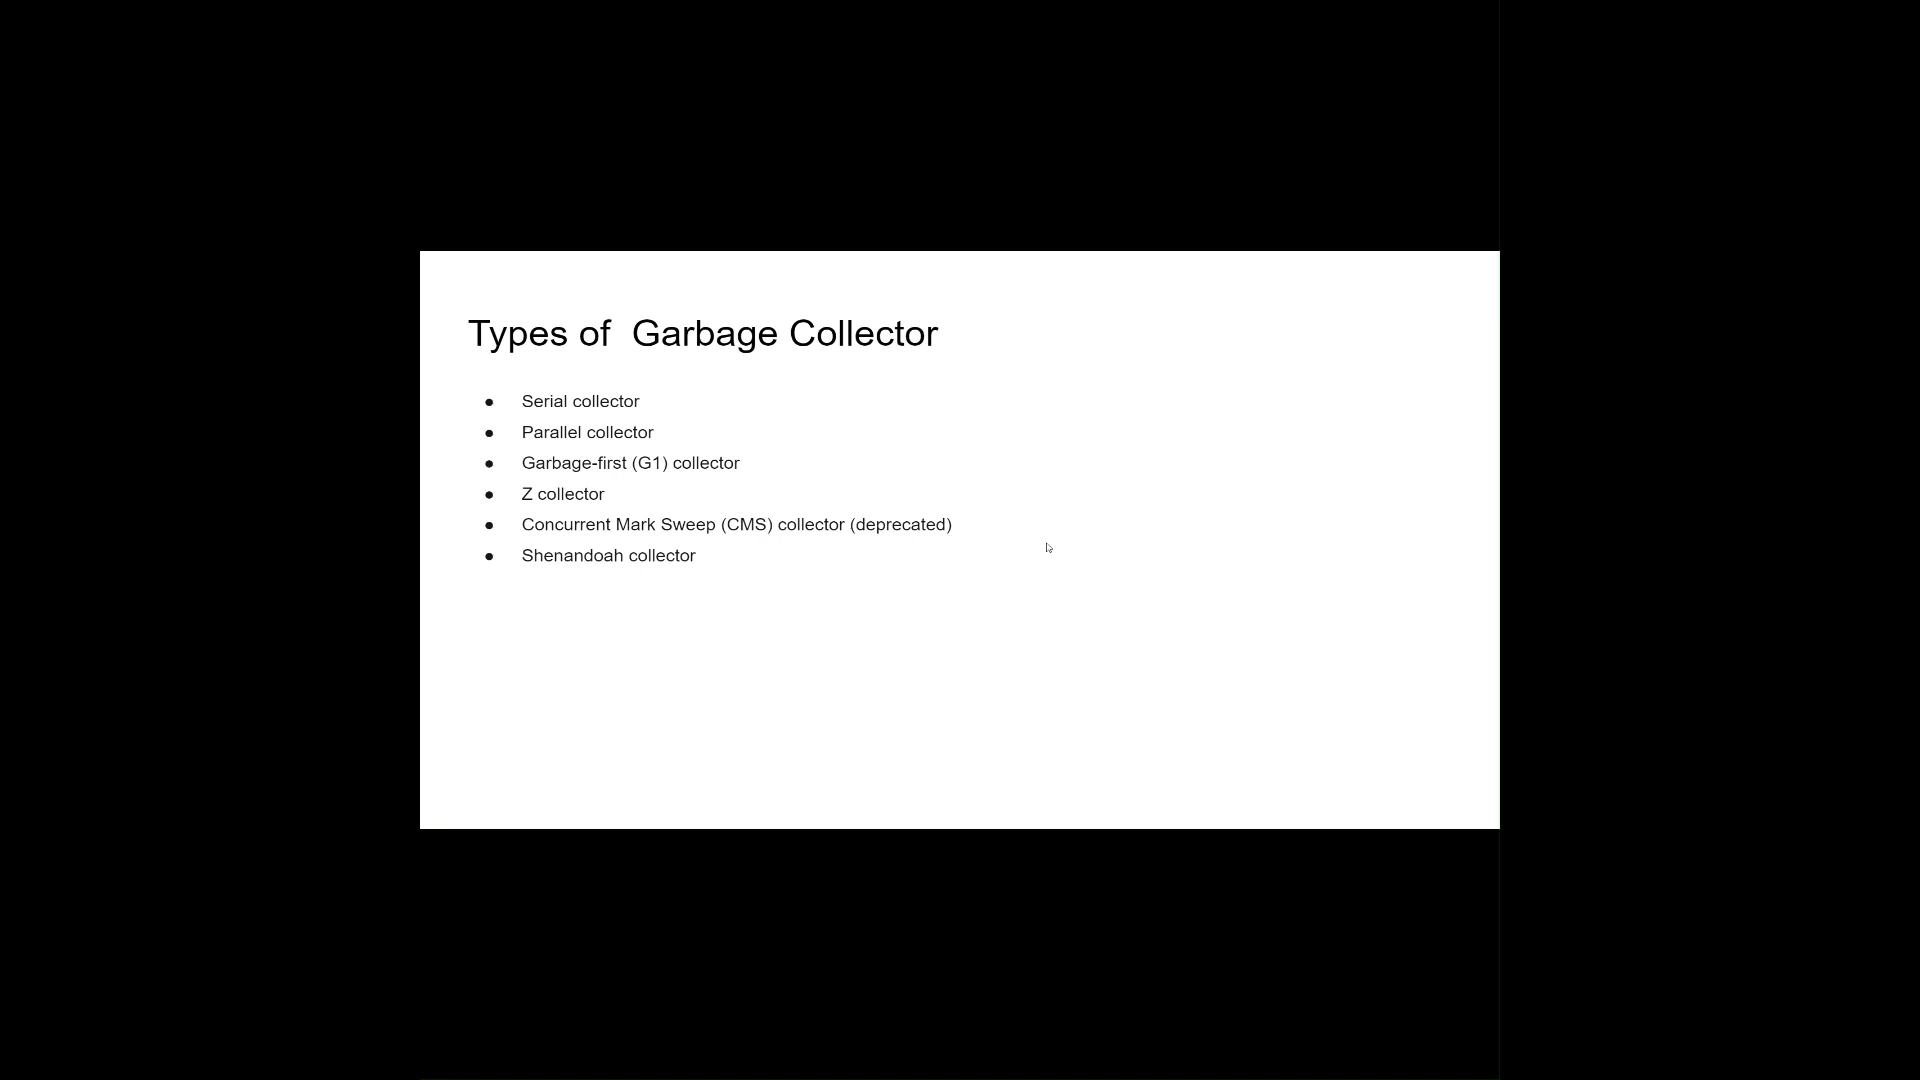 Types of  Garbage Collector
● Serial collector
● Parallel collector
● Garbage-first (G1) collector
● Z collector
● Concurrent Mark Sweep (CMS) collector (deprecated)
● Shenandoah collector